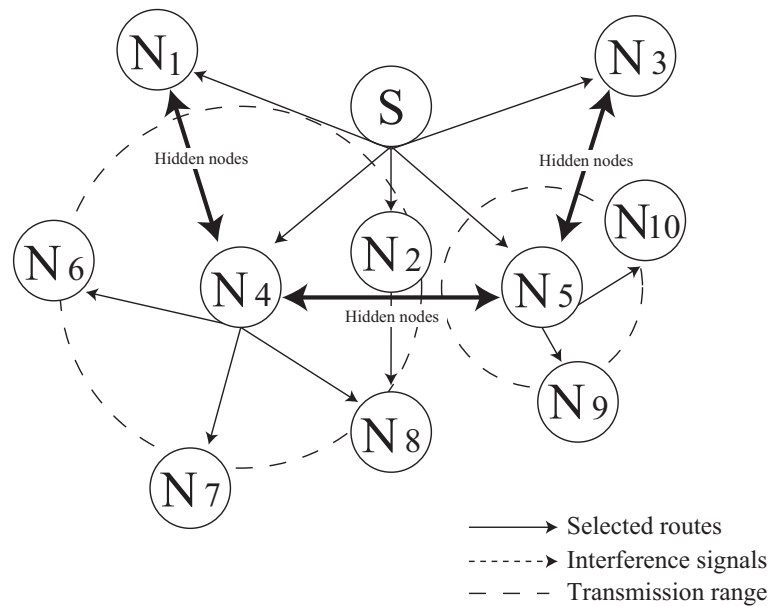 N1
S
N3
Hidden nodes
Hidden nodes
N10
N2
N6
N4
N5
Hidden nodes
N9
N8
N7
Selected routes
Interference signals
Transmission range